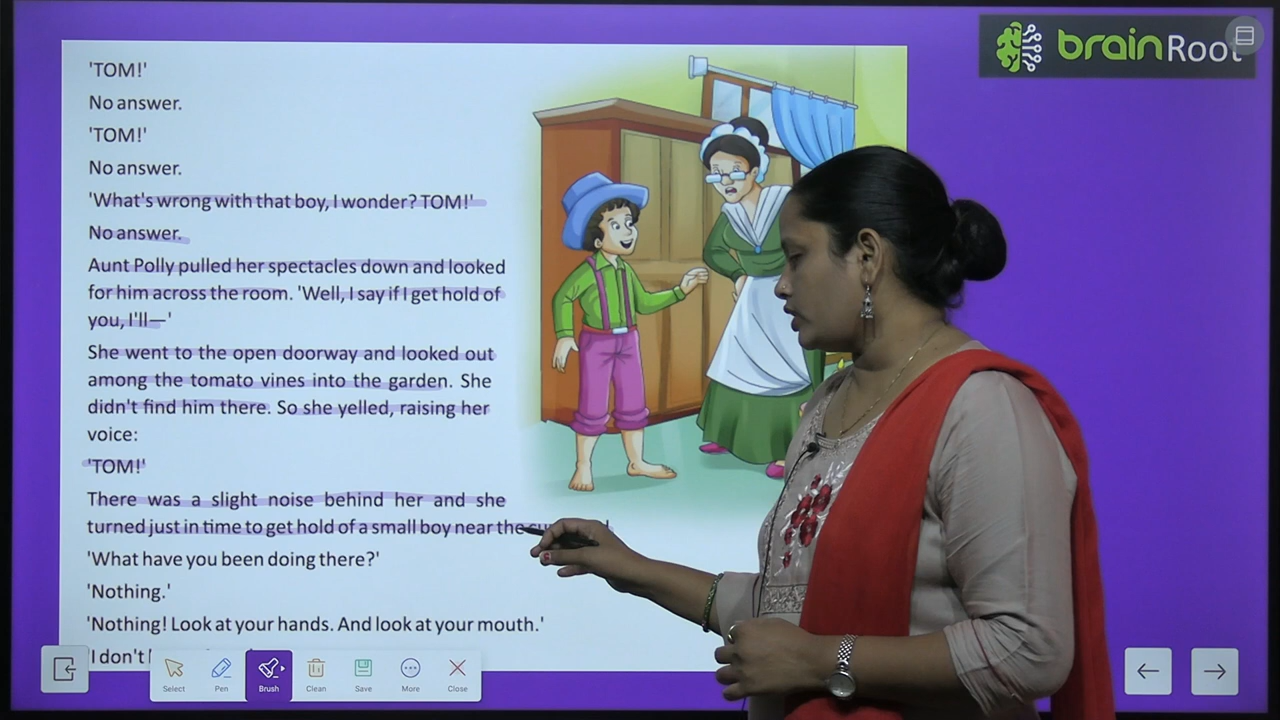 brainRoot
'TOM!'
No answer.
'TOM!'
No answer.
'What's wrong with that boy, I wonder? TOM!'
No answer.
Aunt Polly pulled her spectacles down and looked
for him across the room. 'Well, I say if I get hold of
you, I'll—'
She went to the open doorway and looked out
among the tomato vines into the garden. She
didn't find him there. So she yelled, raising her
voice:
'TOM!'
There was a slight noise behind her and she
turned just in time to get hold of a small boy near the
'What have you been doing there?'
'Nothing.'
'Nothing! Look at your hands. And look at your mouth.'
'I don't
Select Pen Brush Clean Save More Close